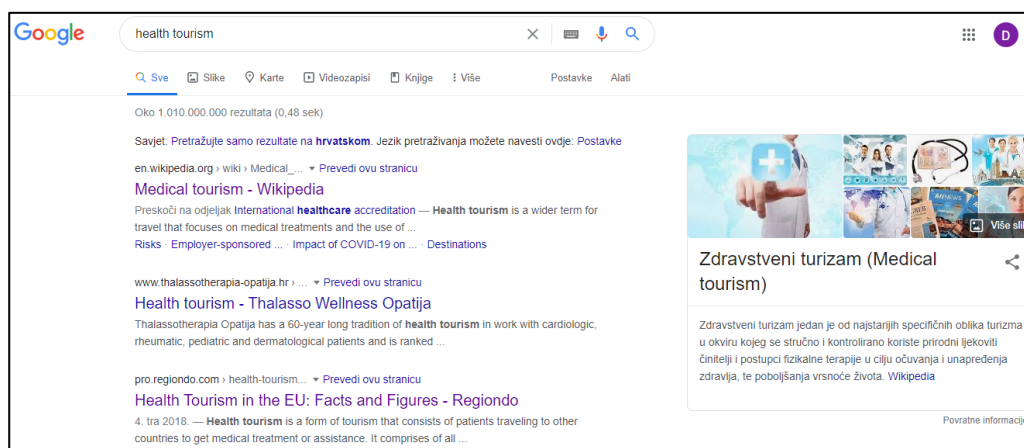 Google
health tourism
D
Sve Slike Karte Videozapisi Knjige Više Postavke Alati
Oko 1.010.000.000 rezultata (0,48 sek)
Savjet: Pretražujte samo rezultate na hrvatskom. Jezik pretraživanja možete navesti ovdje: Postavke
en.wikipedia.org › wiki › Medical_... Prevedi ovu stranicu
Medical tourism - Wikipedia
Preskoči na odjeljak International healthcare accreditation — Health tourism is a wider term for
travel that focuses on medical treatments and the use of ...
Risks · Employer-sponsored ... · Impact of COVID-19 on ... · Destinations
www.thalassotherapia-opatija.hr › ... Prevedi ovu stranicu
Health tourism - Thalasso Wellness Opatija
Thalassotherapia Opatija has a 60-year long tradition of health tourism in work with cardiologic,
rheumatic, pediatric and dermatological patients and is ranked ...
pro.regiondo.com › health-tourism... Prevedi ovu stranicu
Health Tourism in the EU: Facts and Figures - Regiondo
4. tra 2018. — Health tourism is a form of tourism that consists of patients traveling to other
countries to get medical treatment or assistance. It comprises of all ...
NEWS
Više sli
Zdravstveni turizam (Medical
tourism)
Zdravstveni turizam jedan je od najstarijih specifičnih oblika turizma
u okviru kojeg se stručno i kontrolirano koriste prirodni ljekoviti
činitelji i postupci fizikalne terapije u cilju očuvanja i unapređenja
zdravlja, te poboljšanja vrsnoće života. Wikipedia
Povratne informacije